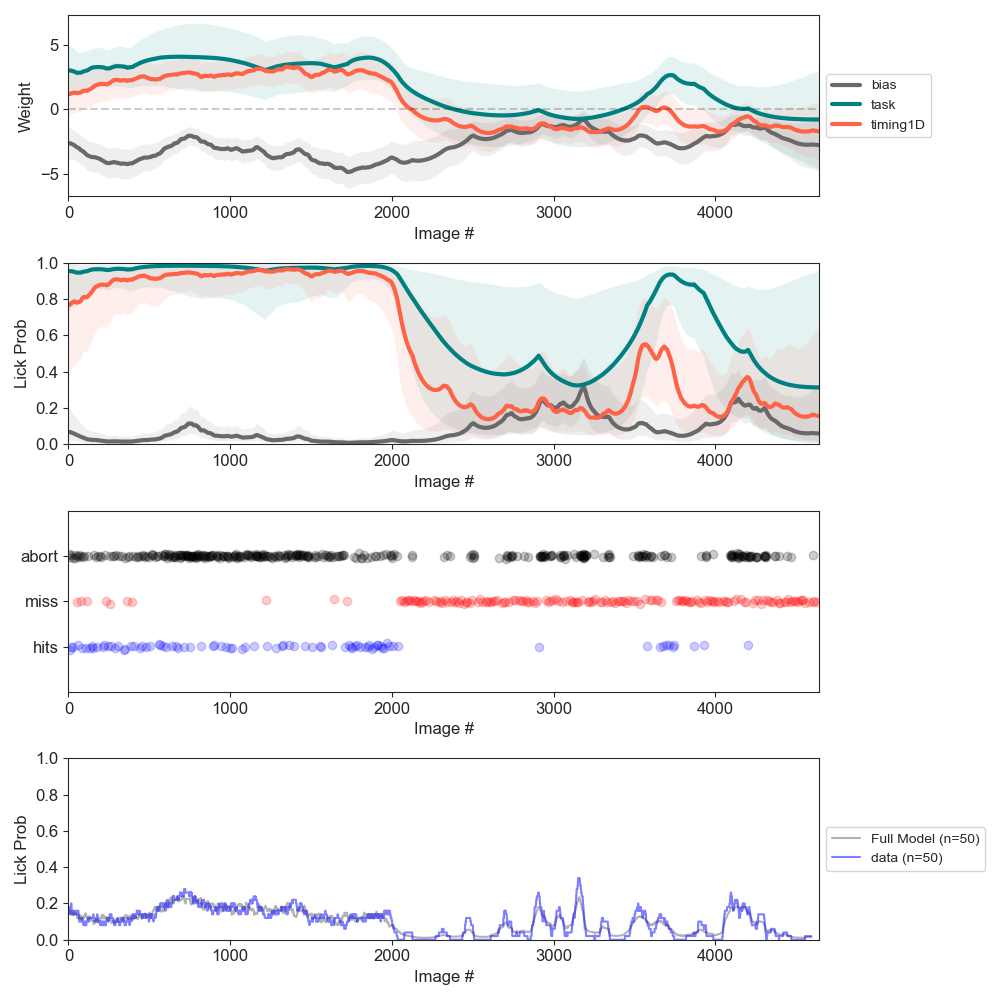 Weight
5
0
−5
0
1000
2000
3000
4000
Image #
bias
task
timing1D
Lick Prob
1.0
0.8
0.6
0.4
0.2
0.0
0
1000
2000
3000
4000
Image #
abort
miss
hits
0
1000
2000
3000
4000
Image #
Lick Prob
1.0
0.8
0.6
0.4
0.2
0.0
0
1000
2000
3000
4000
Image #
Full Model (n=50)
data (n=50)